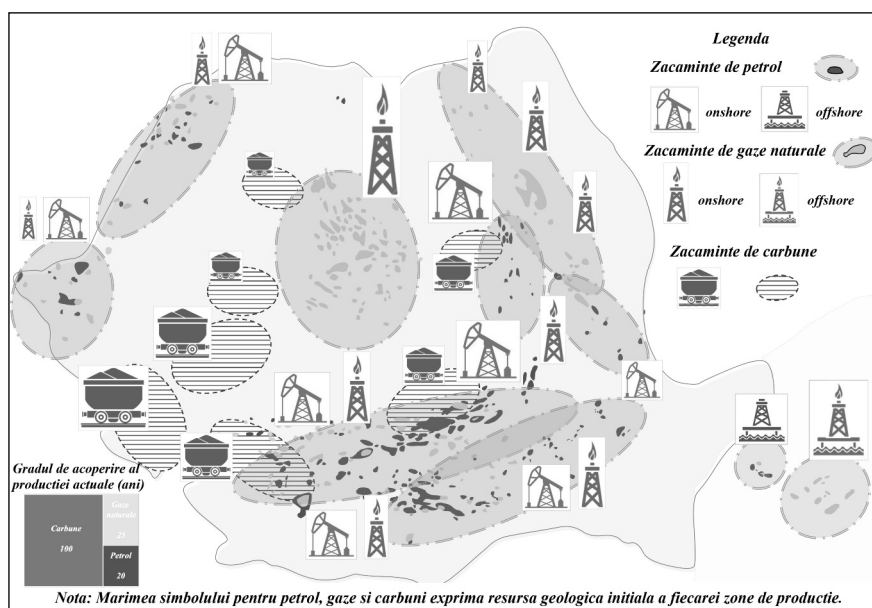 Legenda
Zacaminte de petrol
onshore offshore
Zacaminte de gaze naturale
onshore offshore
Zacaminte de carbune
Gradul de acoperire al
productiei actuale (ani)
Carbune
100
Gaze
naturale
25
Petrol
20
Nota: Marimea simbolului pentru petrol, gaze si carbuni exprima resursa geologica initiala a fiecarei zone de productie.